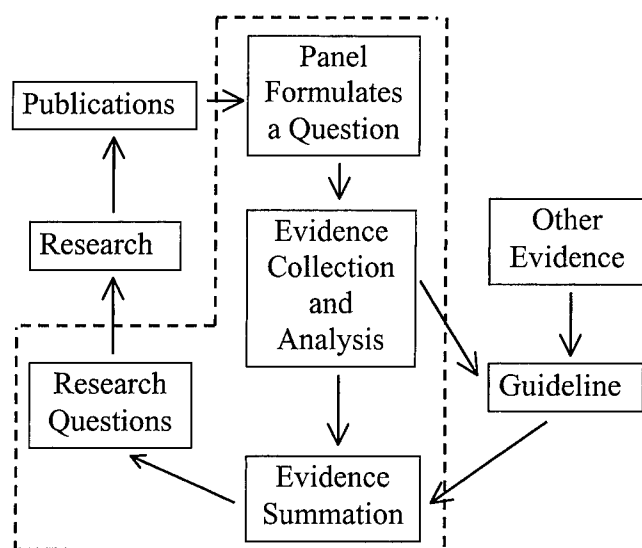 Panel
Formulates
a Question
Publications
Evidence
Collection
and
Analysis
Other
Evidence
Research
Research
Questions
Guideline
Evidence
Summation